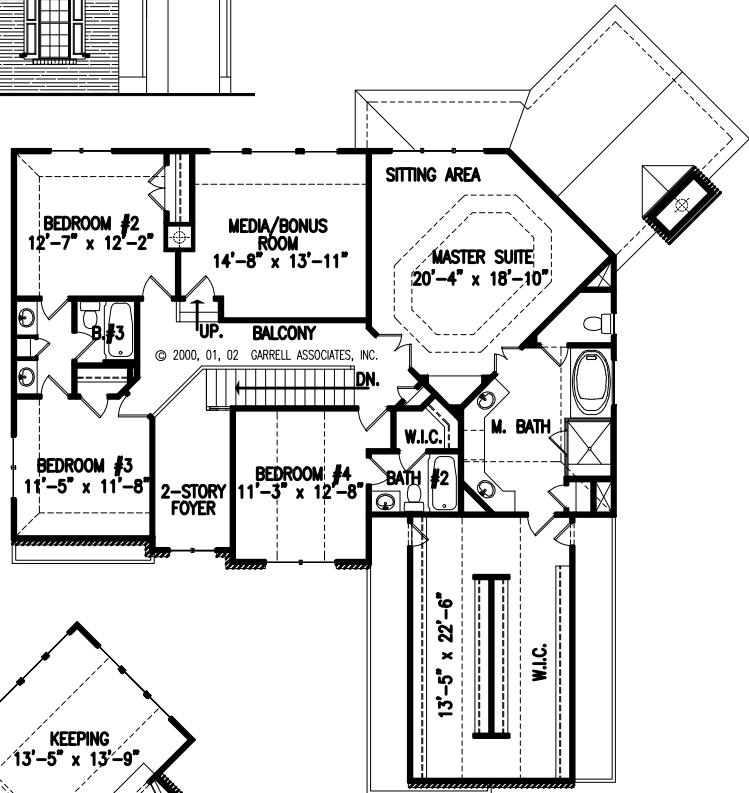 SITTING AREA
BEDROOM #2
12'-7" x 12'-2"
MEDIA/BONUS
ROOM
14'-8" x 13'-11"
MASTER SUITE
20'-4" x 18'-10"
B.#3
UP.
BALCONY
© 2000, 01, 02 GARRELL ASSOCIATES, INC.
DN.
M. BATH
W.I.C.
BEDROOM #3
11'-5" x 11'-8"
2-STORY
FOYER
BEDROOM #4
11'-3" x 12'-8"
BATH #2
13'-5" x 22'-6"
W.I.C.
KEEPING
13'-5" x 13'-9"